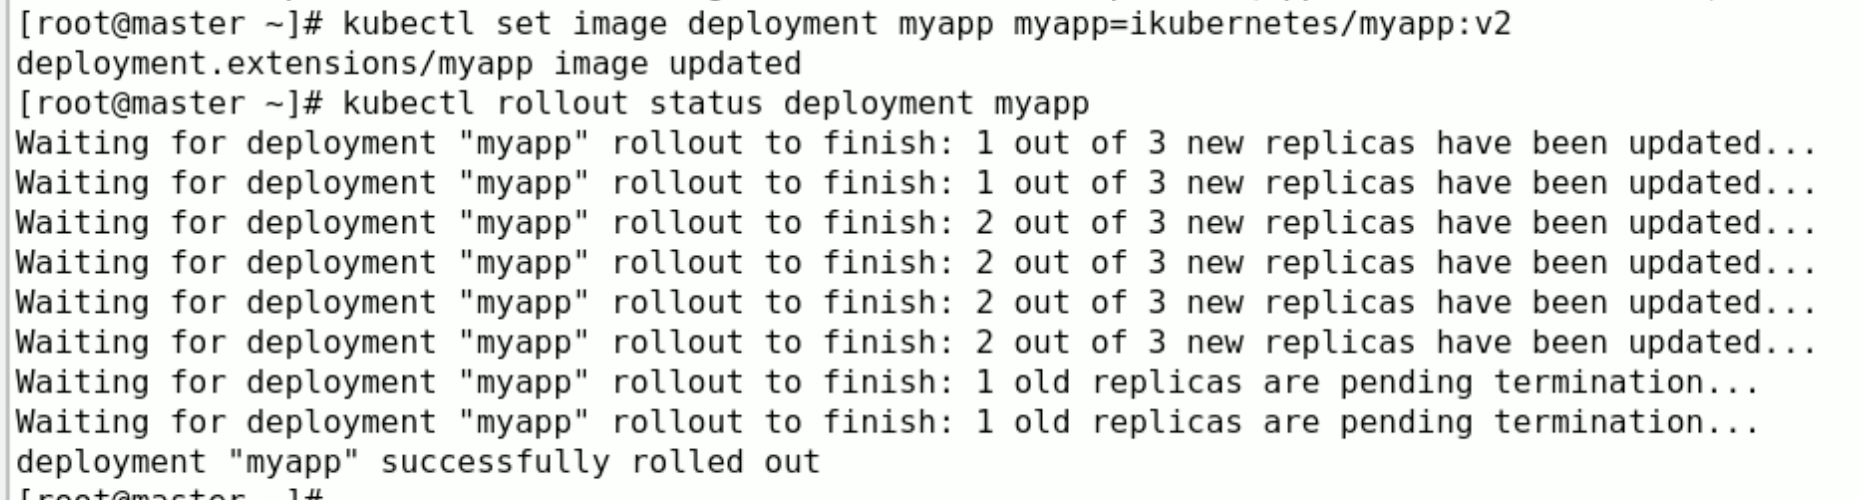 [root@master ~]# kubectl set image deployment myapp myapp=ikubernetes/myapp:v2
deployment.extensions/myapp image updated
[root@master ~]# kubectl rollout status deployment myapp
Waiting for deployment "myapp" rollout to finish: 1 out of 3 new replicas have been updated...
Waiting for deployment "myapp" rollout to finish: 1 out of 3 new replicas have been updated...
Waiting for deployment "myapp" rollout to finish: 2 out of 3 new replicas have been updated...
Waiting for deployment "myapp" rollout to finish: 2 out of 3 new replicas have been updated...
Waiting for deployment "myapp" rollout to finish: 2 out of 3 new replicas have been updated...
Waiting for deployment "myapp" rollout to finish: 2 out of 3 new replicas have been updated...
Waiting for deployment "myapp" rollout to finish: 1 old replicas are pending termination...
Waiting for deployment "myapp" rollout to finish: 1 old replicas are pending termination...
deployment "myapp" successfully rolled out
[root@master ~]#